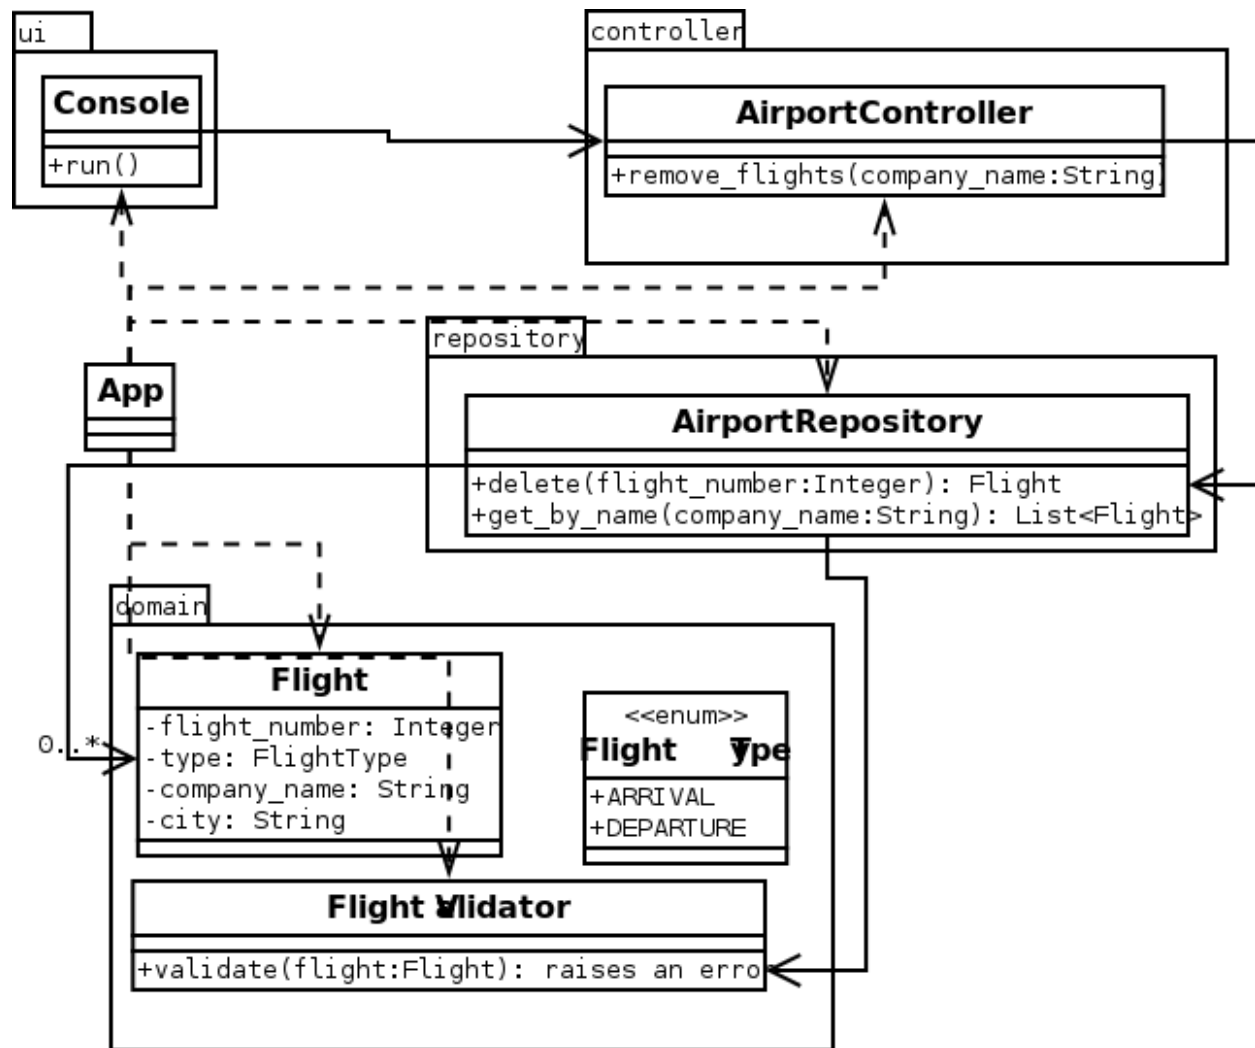 ui
Console
+run()
controller
AirportController
+remove_flights(company_name:String)
App
repository
AirportRepository
+delete(flight_number:Integer): Flight
+get_by_name(company_name:String): List<Flight>
domain
Flight
-flight_number: Integer
-type: FlightType
-company_name: String
-city: String
0..*
<<enum>>
FlightType
+ARRIVAL
+DEPARTURE
FlightValidator
+validate(flight:Flight): raises an erro